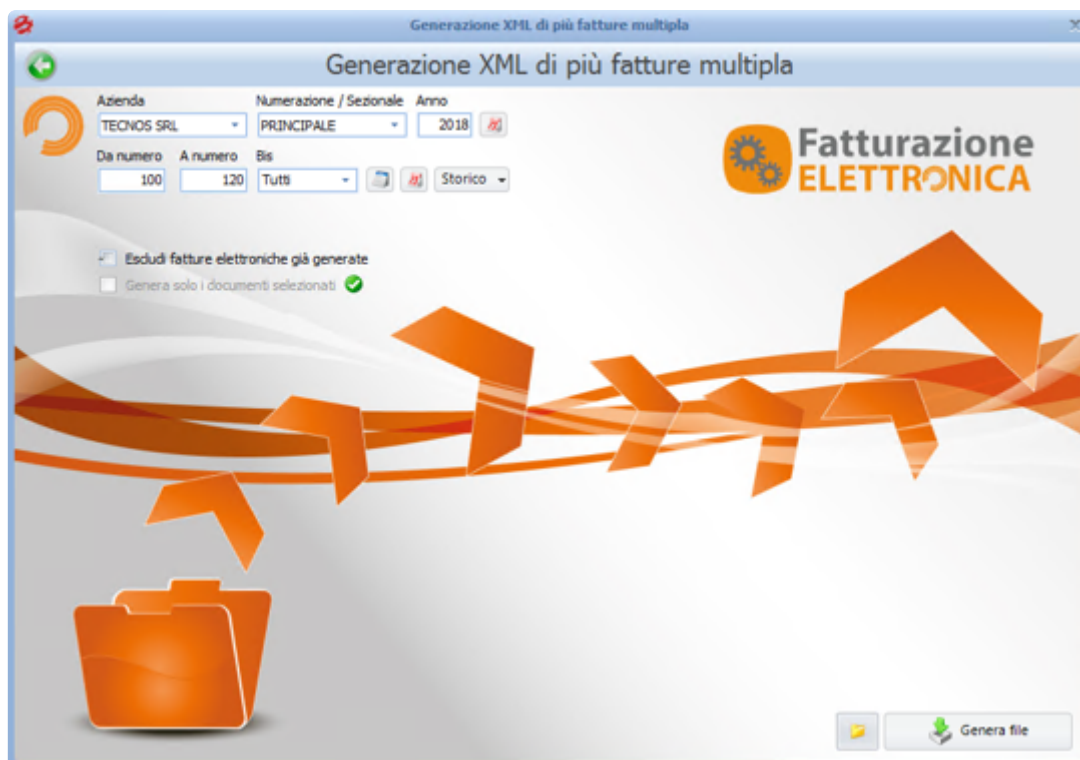 Generazione XML di più fatture multipla
Generazione XML di più fatture multipla
Azienda Numerazione / Sezionale Anno
TECNOS SRL PRINCIPALE 2018
Da numero A numero Bis
100 120 Tutti Storico
Fatturazione
ELETTRONICA
Escludi fatture elettroniche già generate
Genera solo i documenti selezionati
Genera file